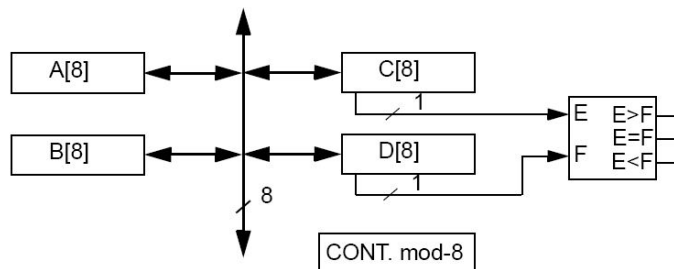 A[8]
C[8]
1
E
E>F
E=F
B[8]
D[8]
F
E<F
1
8
CONT. mod-8